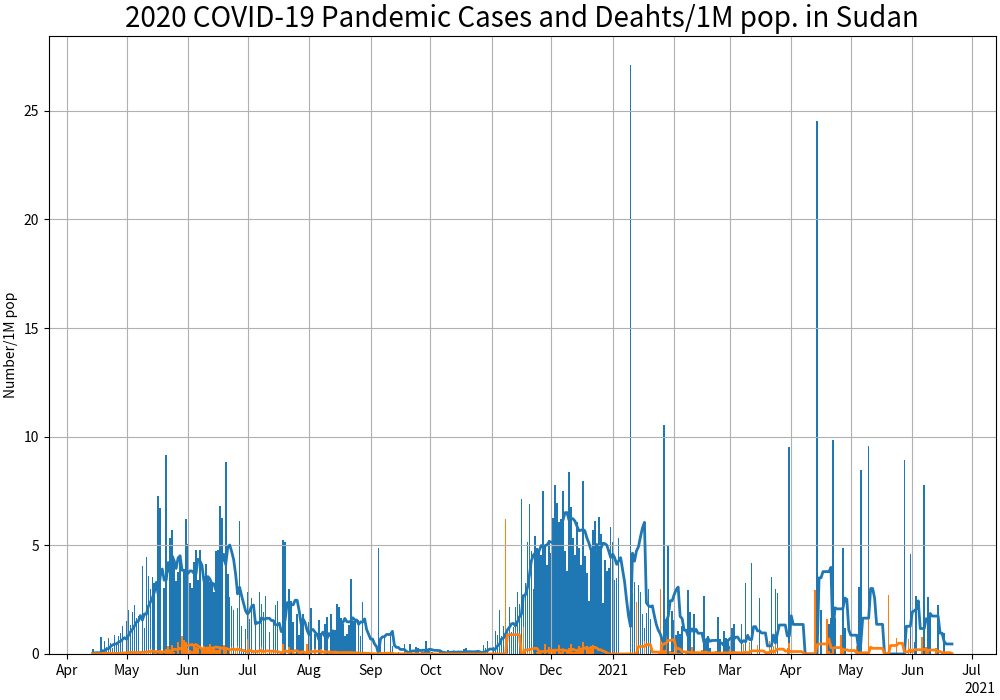 2020 COVID-19 Pandemic Cases and Deahts/1M pop. in Sudan
Number/1M pop
25
20
15
10
5
0
Apr May Jun Jul Aug Sep Oct Nov Dec 2021 Feb Mar Apr May Jun Jul
2021